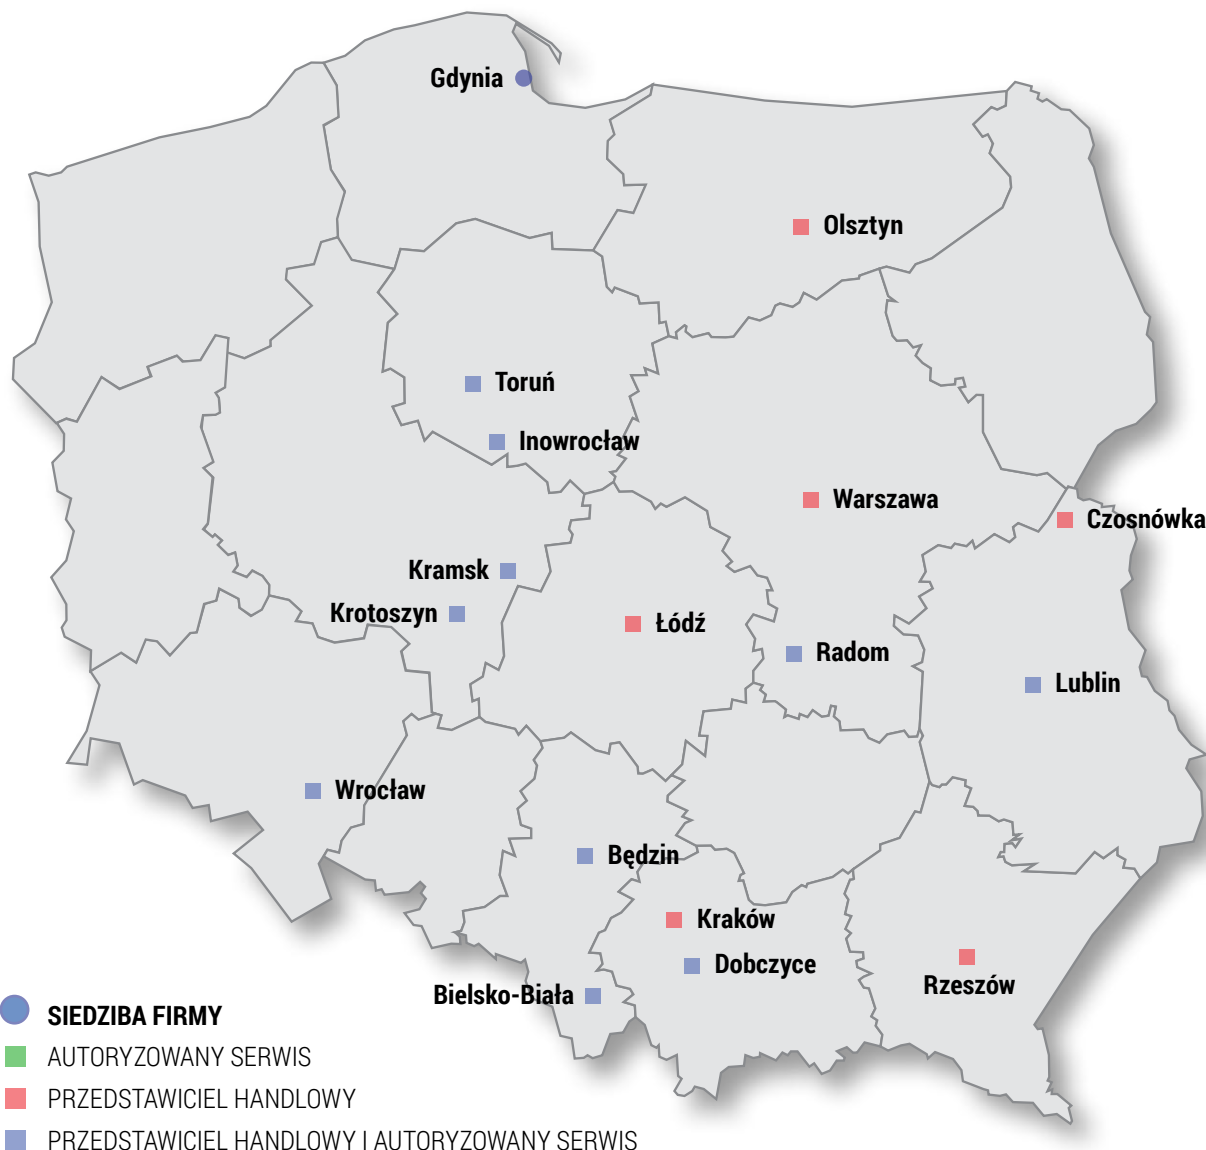 Gdynia
Olsztyn
Toruń
Inowrocław
Warszawa
Czosnówka
Kramsk
Krotoszyn
Łódź
Radom
Lublin
Wrocław
Będzin
Kraków
Dobczyce
Rzeszów
Bielsko-Biała
SIEDZIBA FIRMY
AUTORYZOWANY SERWIS
PRZEDSTAWICIEL HANDLOWY
PRZEDSTAWICIEL HANDLOWY I AUTORYZOWANY SERWIS